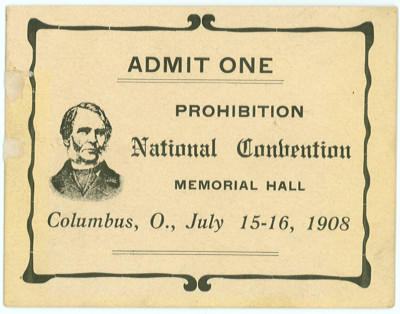 ADMIT ONE
PROHIBITION
National Convention
MEMORIAL HALL
Columbus, O., July 15-16, 1908